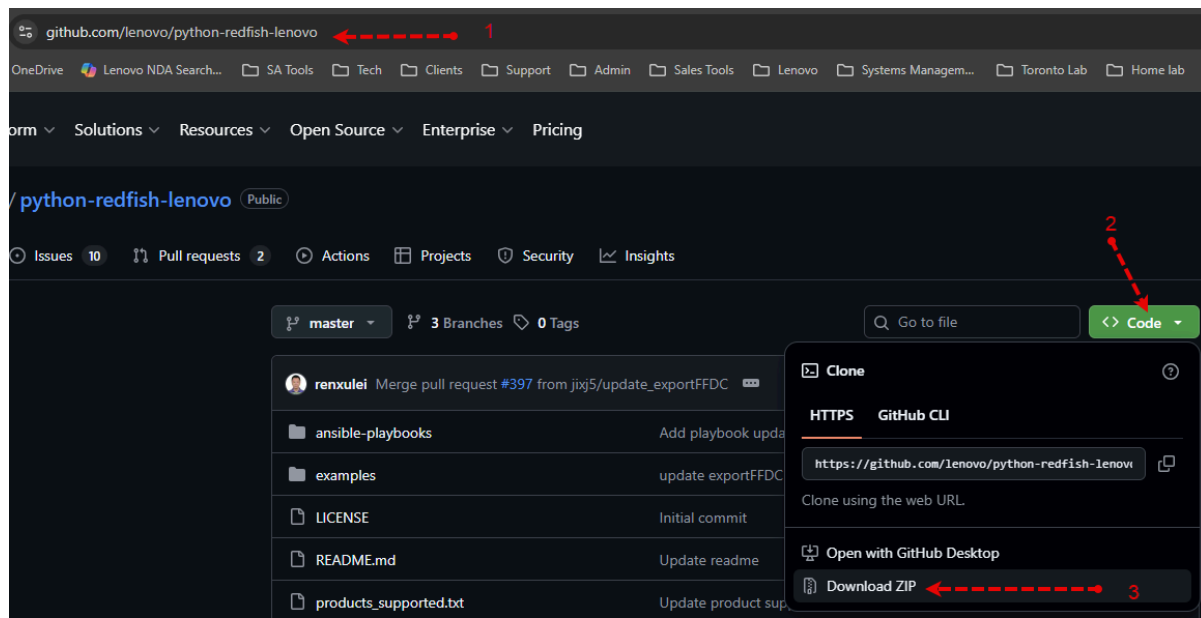 github.com/lenovo/python-redfish-lenovo 1
OneDrive Lenovo NDA Search... SA Tools Tech Clients Support Admin Sales Tools Lenovo Systems Managem... Toronto Lab Home lab
orm Solutions Resources Open Source Enterprise Pricing
/ python-redfish-lenovo Public
2
Issues 10 Pull requests 2 Actions Projects Security Insights
master 3 Branches 0 Tags Go to file <> Code
renxulei Merge pull request #397 from jixj5/update_exportFFDC ...
Clone
HTTPS GitHub CLI
ansible-playbooks Add playbook upda
https://github.com/lenovo/python-redfish-lenov
examples update exportFFDC
Clone using the web URL.
LICENSE Initial commit
README.md Update readme
Open with GitHub Desktop
Download ZIP 3
products_supported.txt Update product sup